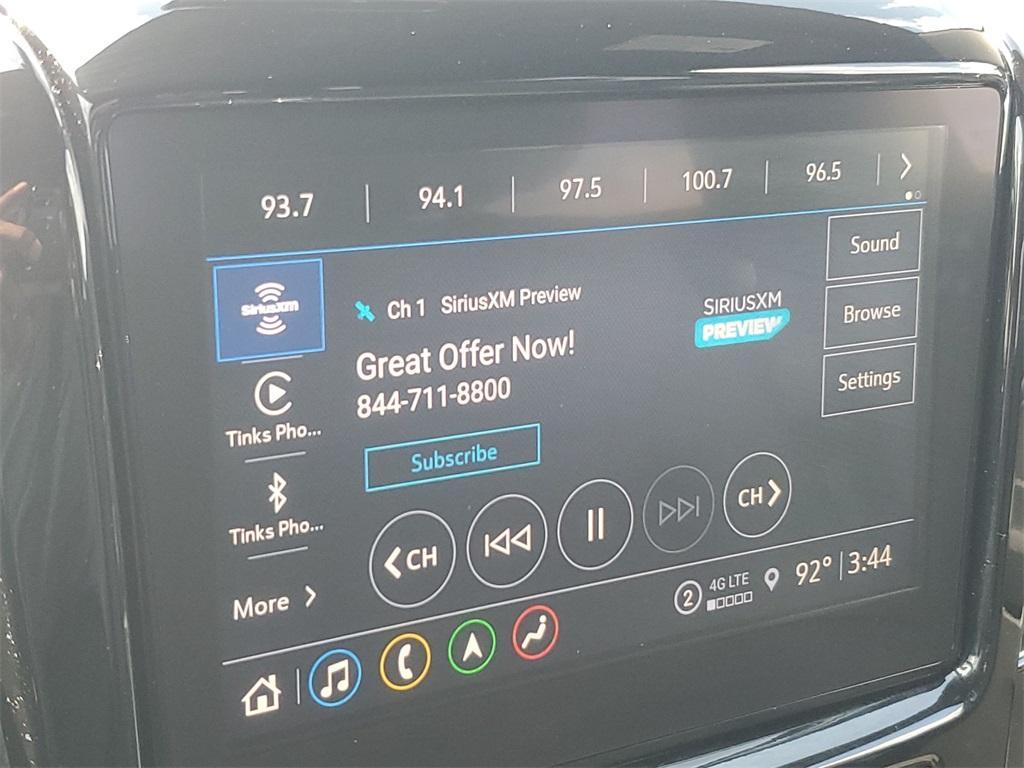 93.7 94.1 97.5 100.7 96.5
SiriusXM
Ch 1 SiriusXM Preview
SIRIUSXM
PREVIEW
Great Offer Now!
844-711-8800
Subscribe
Sound
Browse
Settings
Tinks Pho...
Tinks Pho...
More
CH
CH
2 4G LTE 92° 3:44